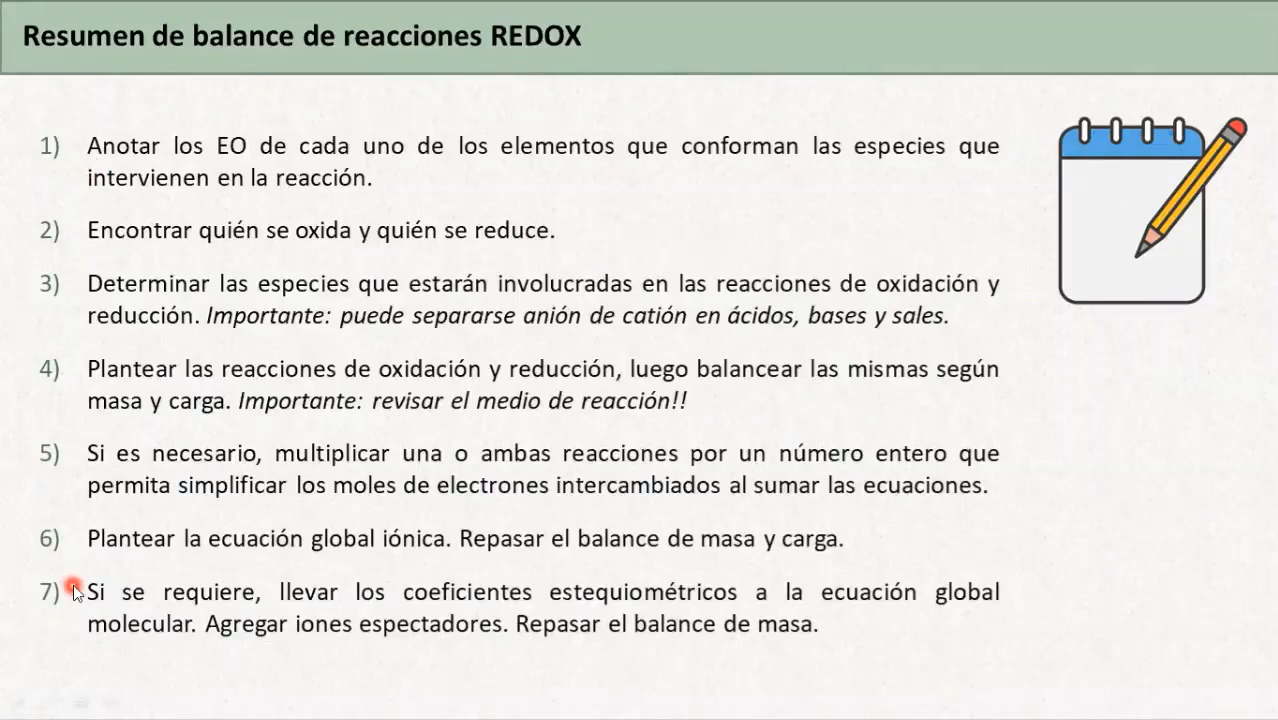 Resumen de balance de reacciones REDOX
1) Anotar los EO de cada uno de los elementos que conforman las especies que
intervienen en la reacción.
2) Encontrar quién se oxida y quién se reduce.
3) Determinar las especies que estarán involucradas en las reacciones de oxidación y
reducción. Importante: puede separarse anión de catión en ácidos, bases y sales.
4) Plantear las reacciones de oxidación y reducción, luego balancear las mismas según
masa y carga. Importante: revisar el medio de reacción!!
5) Si es necesario, multiplicar una o ambas reacciones por un número entero que
permita simplificar los moles de electrones intercambiados al sumar las ecuaciones.
6) Plantear la ecuación global iónica. Repasar el balance de masa y carga.
7) Si se requiere, llevar los coeficientes estequiométricos a la ecuación global
molecular. Agregar iones espectadores. Repasar el balance de masa.